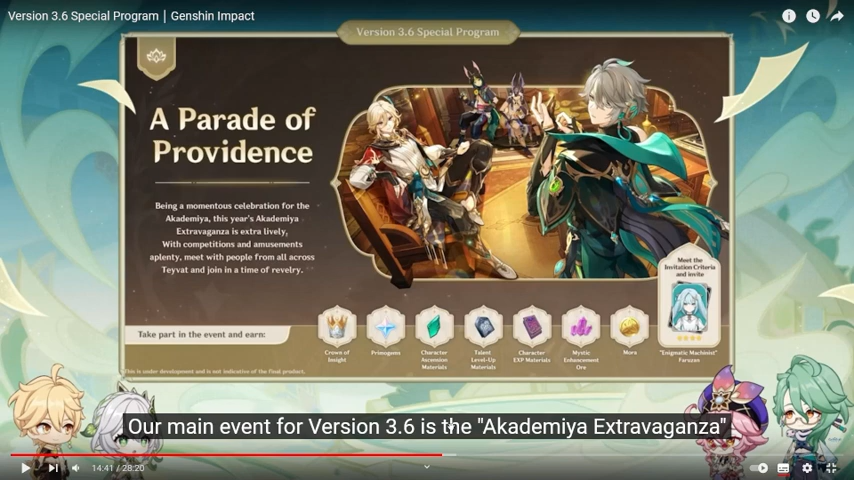 Version 3.6 Special Program | Genshin Impact
Version 3.6 Special Program
A Parade of
Providence
Being a momentous celebration for the
Akademiya, this year's Akademiya
Extravaganza is extra lively,
With competitions and amusements
aplenty, meet with people from all across
Teyvat and join in a time of revelry.
Meet the
Invitation Criteria
and invite
Take part in the event and earn:
Crown of
Insight
Primogems
Character
Ascension
Materials
Talent
Level-Up
Materials
Character
EXP Materials
Mystic
Enhancement
Ore
Mora
"Enigmatic Machinist"
Faruzan
This is under development and is not indicative of the final product.
Our main event for Version 3.6 is the "Akademiya Extravaganza"
14:41 / 28:20